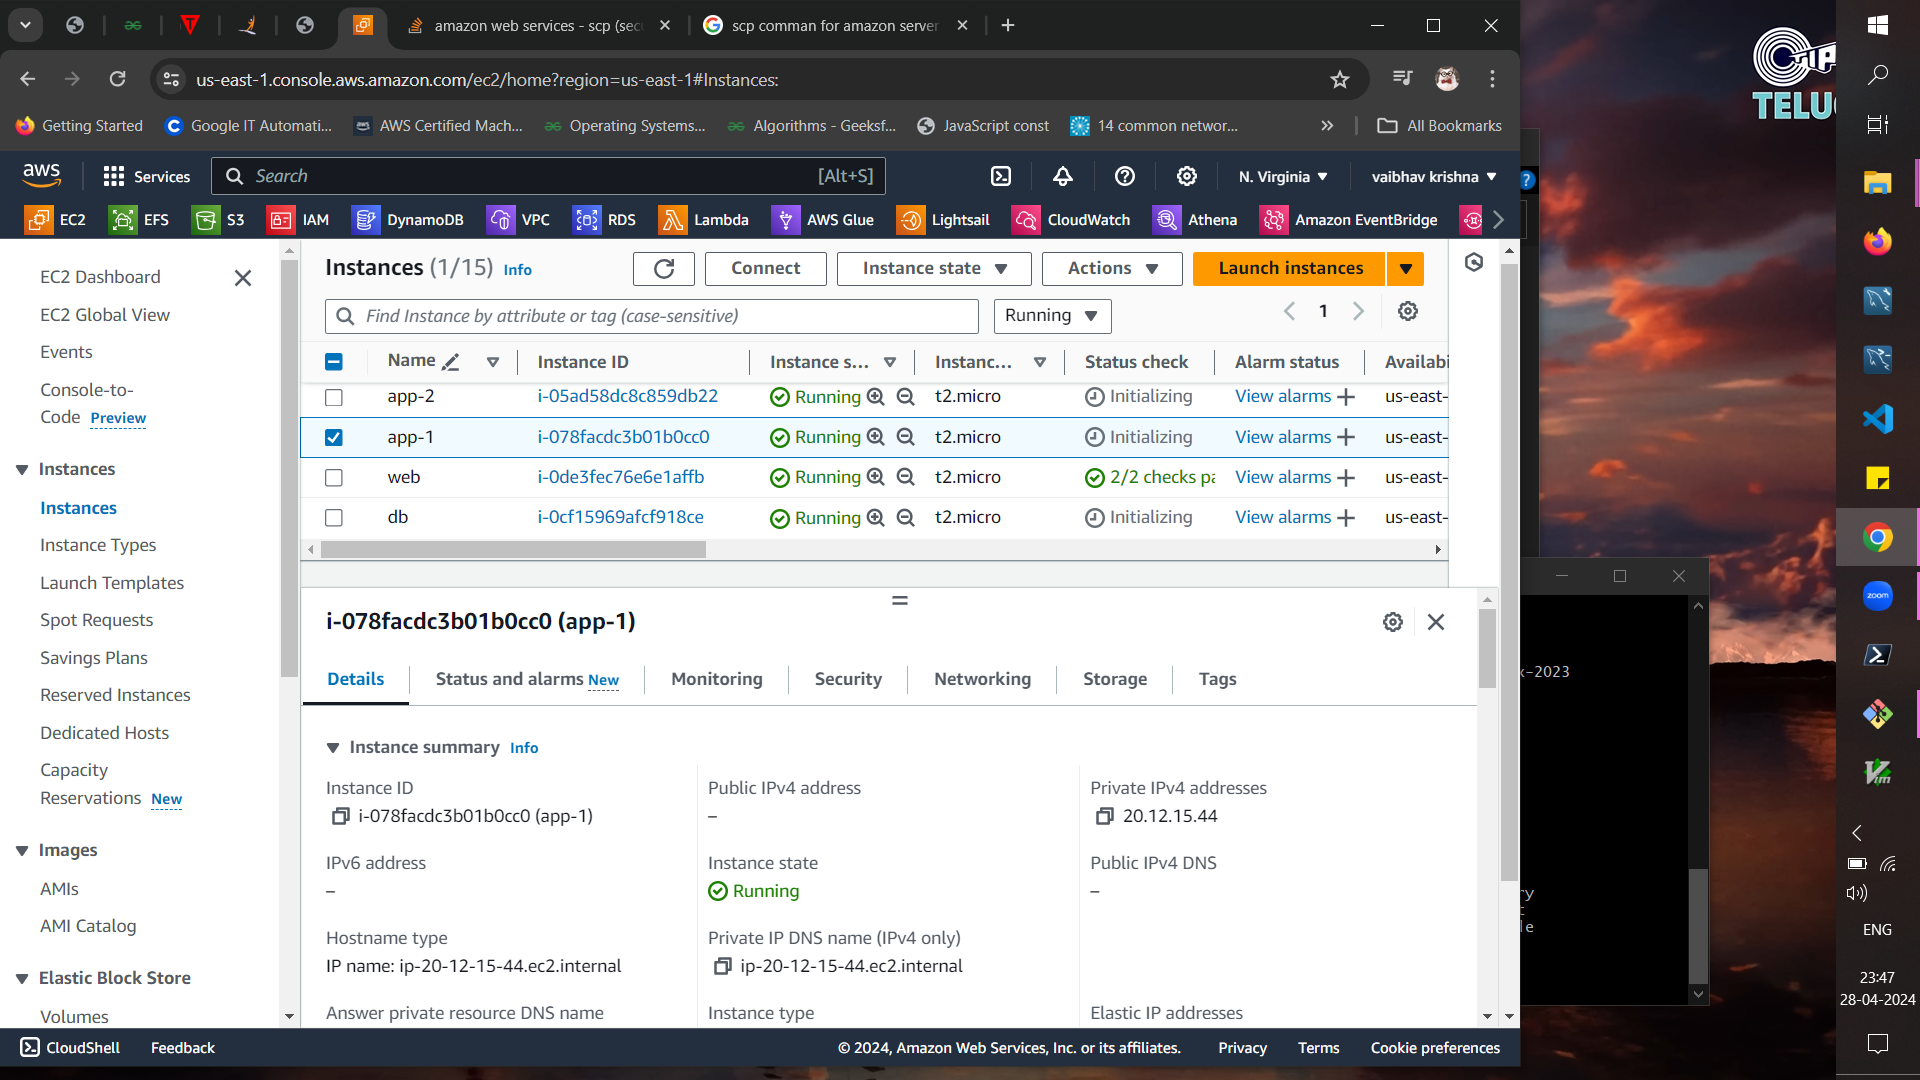 amazon web services - scp (sec
scp comman for amazon server
us-east-1.console.aws.amazon.com/ec2/home?region=us-east-1#Instances:
Getting Started
Google IT Automati...
AWS Certified Mach...
Operating Systems...
Algorithms - Geeksf...
JavaScript const
14 common networ...
All Bookmarks
aws
Services
Search
[Alt+S]
N. Virginia
vaibhav krishna
EC2
EFS
S3
IAM
DynamoDB
VPC
RDS
Lambda
AWS Glue
Lightsail
CloudWatch
Athena
Amazon EventBridge
EC2 Dashboard
EC2 Global View
Events
Console-to-
Code Preview
Instances
Instances
Instance Types
Launch Templates
Spot Requests
Savings Plans
Reserved Instances
Dedicated Hosts
Capacity
Reservations New
Images
AMIs
AMI Catalog
Elastic Block Store
Volumes
Instances (1/15) Info
Connect
Instance state
Actions
Launch instances
Find Instance by attribute or tag (case-sensitive)
Running
1
Name Instance ID Instance s... Instanc... Status check Alarm status Availabi
app-2 i-05ad58dc8c859db22 Running t2.micro Initializing View alarms us-east-
app-1 i-078facdc3b01b0cc0 Running t2.micro Initializing View alarms us-east-
web i-0de3fec76e6e1affb Running t2.micro 2/2 checks pa View alarms us-east-
db i-0cf15969afcf918ce Running t2.micro Initializing View alarms us-east-
i-078facdc3b01b0cc0 (app-1)
Details
Status and alarms New
Monitoring
Security
Networking
Storage
Tags
Instance summary Info
Instance ID
i-078facdc3b01b0cc0 (app-1)
Public IPv4 address
–
Private IPv4 addresses
20.12.15.44
IPv6 address
–
Instance state
Running
Public IPv4 DNS
–
Hostname type
IP name: ip-20-12-15-44.ec2.internal
Private IP DNS name (IPv4 only)
ip-20-12-15-44.ec2.internal
Answer private resource DNS name
Instance type
Elastic IP addresses
CloudShell
Feedback
© 2024, Amazon Web Services, Inc. or its affiliates.
Privacy
Terms
Cookie preferences
TELUG
x-2023
ry
le
zoom
ENG
23:47
28-04-2024